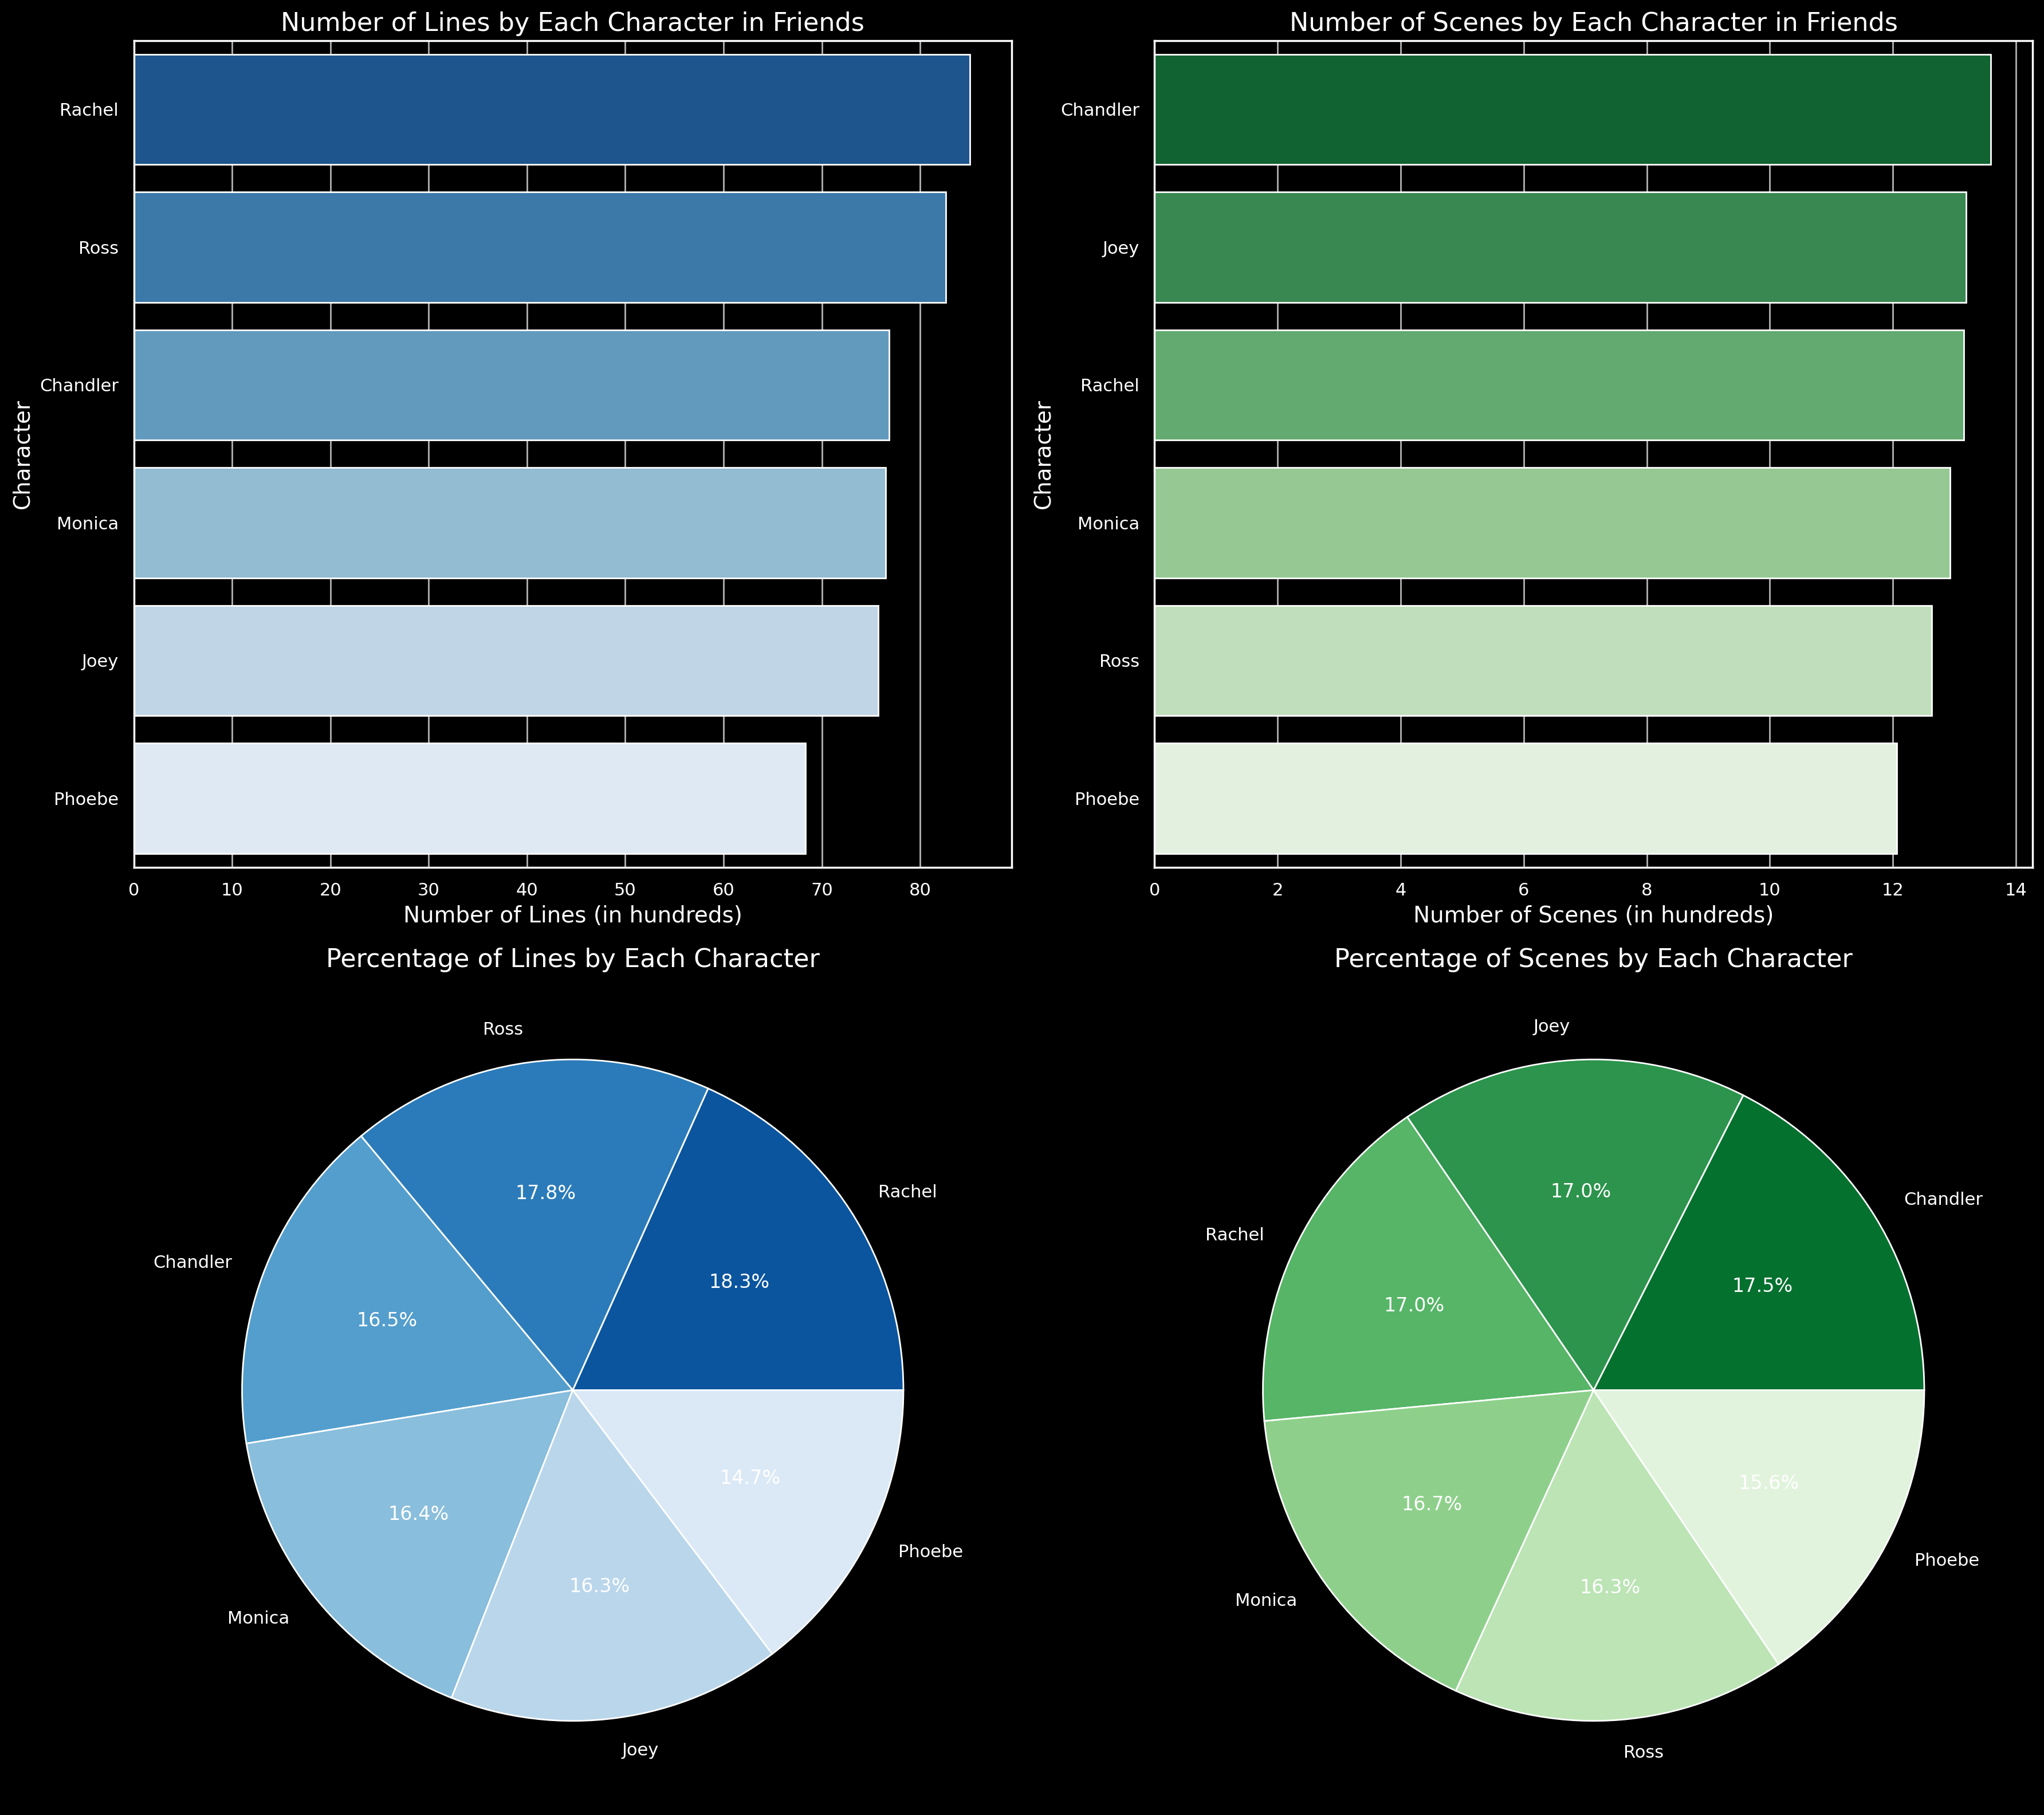 Number of Lines by Each Character in Friends
Character
Rachel
Ross
Chandler
Monica
Joey
Phoebe
0 10 20 30 40 50 60 70 80
Number of Lines (in hundreds)
Number of Scenes by Each Character in Friends
Character
Chandler
Joey
Rachel
Monica
Ross
Phoebe
0 2 4 6 8 10 12 14
Number of Scenes (in hundreds)
Percentage of Lines by Each Character
Ross
17.8%
Rachel
18.3%
Chandler
16.5%
Monica
16.4%
Joey
16.3%
Phoebe
14.7%
Percentage of Scenes by Each Character
Joey
17.0%
Chandler
17.5%
Rachel
17.0%
Monica
16.7%
Ross
16.3%
Phoebe
15.6%